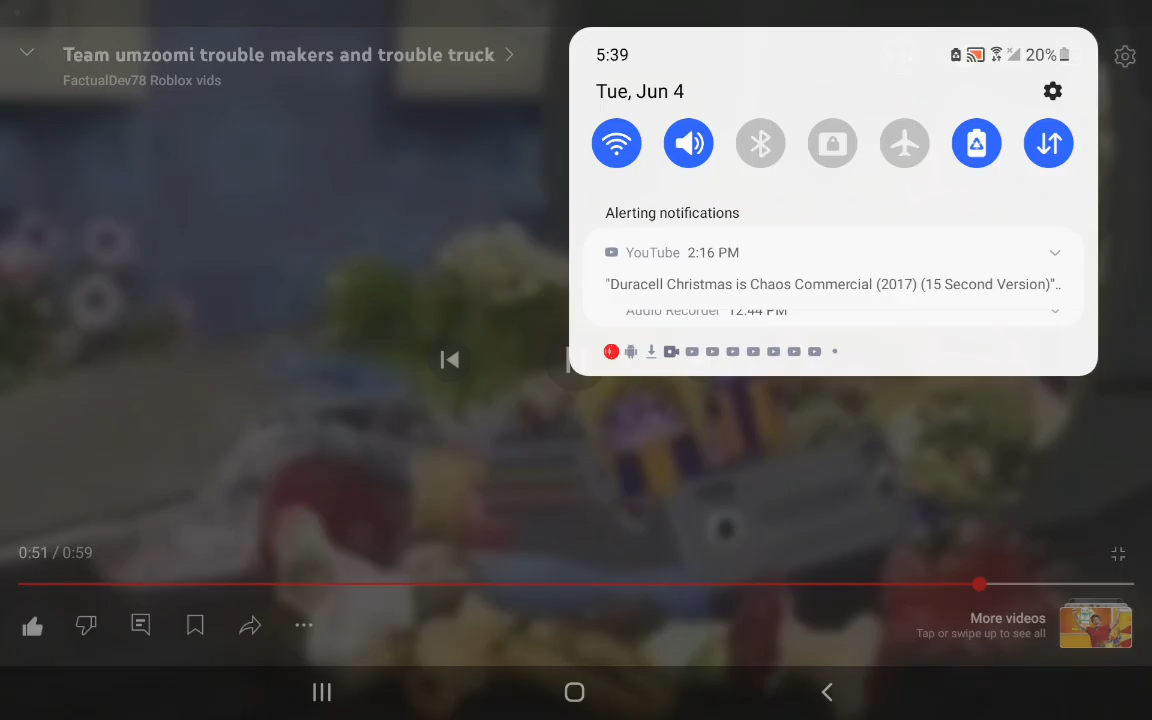 Team umzoomi trouble makers and trouble truck
FactualDev78 Roblox vids
5:39
20%
Tue, Jun 4
Alerting notifications
YouTube 2:16 PM
"Duracell Christmas is Chaos Commercial (2017) (15 Second Version)"..
Audio Recorder 12:44 PM
0:51 / 0:59
More videos
Tap or swipe up to see all